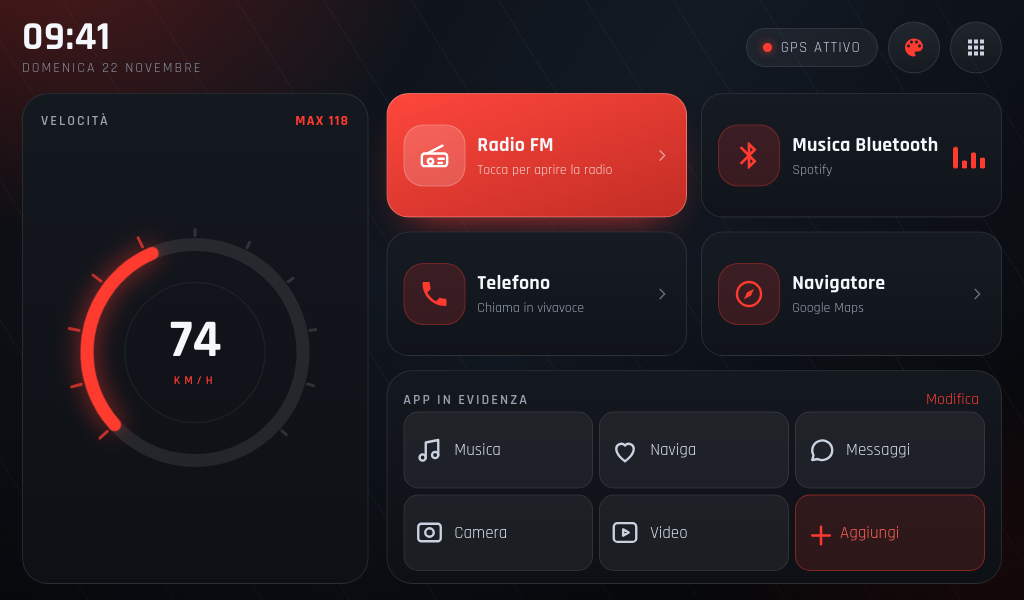 09:41
DOMENICA 22 NOVEMBRE
GPS ATTIVO
VELOCITÀ
MAX 118
74
KM/H
Radio FM
Tocca per aprire la radio
Musica Bluetooth
Spotify
Telefono
Chiama in vivavoce
Navigatore
Google Maps
APP IN EVIDENZA
Modifica
Musica
Naviga
Messaggi
Camera
Video
Aggiungi